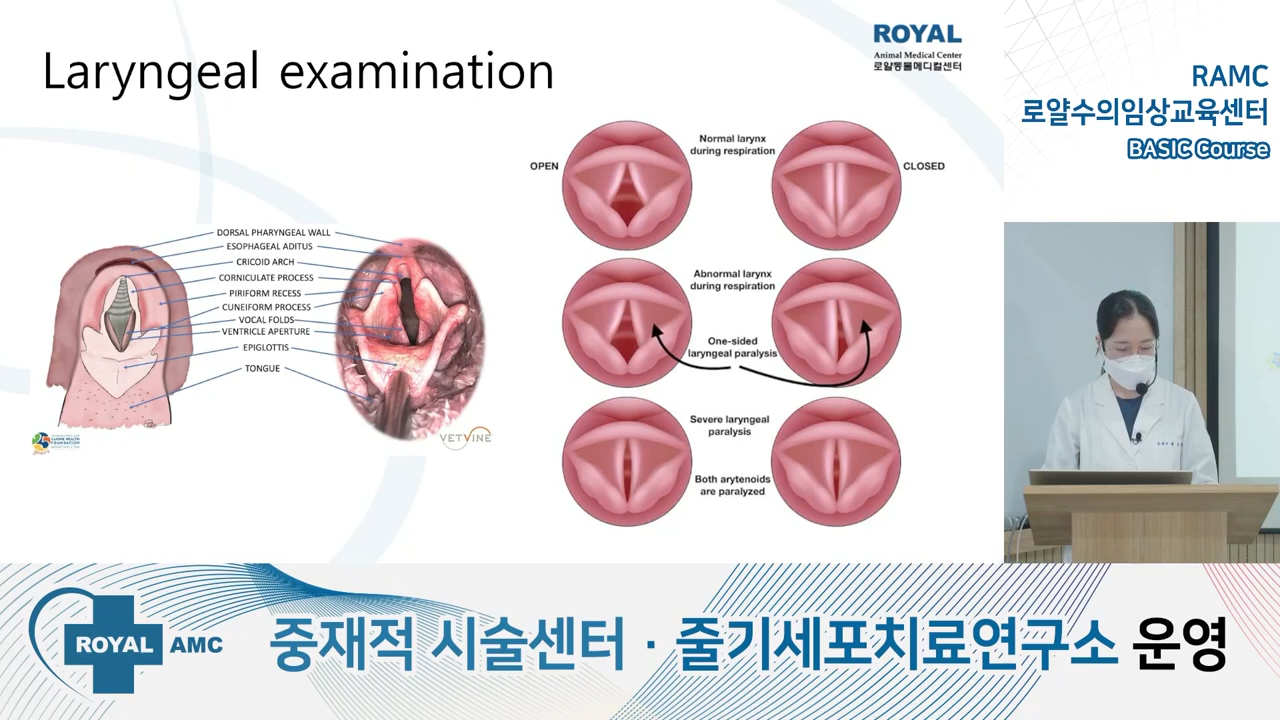 Laryngeal examination
ROYAL
Animal Medical Center
로얄동물메디컬센터
DORSAL PHARYNGEAL WALL
ESOPHAGEAL ADITUS
CRICOID ARCH
CORNICULATE PROCESS
PIRIFORM RECESS
CUNEIFORM PROCESS
VOCAL FOLDS
VENTRICLE APERTURE
EPIGLOTTIS
TONGUE
VETVINE
Normal larynx
during respiration
OPEN
CLOSED
Abnormal larynx
during respiration
One-sided
laryngeal paralysis
Severe laryngeal
paralysis
Both arytenoids
are paralyzed
RAMC
로얄수의임상교육센터
BASIC Course
ROYAL AMC
중재적 시술센터 · 줄기세포치료연구소 운영